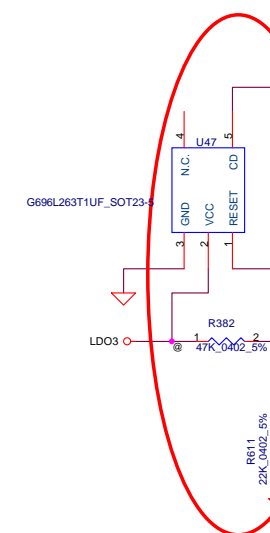 4
5
U47
N.C.
CD
G696L263T1UF_SOT23-5
GND
VCC
RESET
3
2
1
R382
LDO3
1
2
@
47K_0402_5%
R611
22K_0402_5%